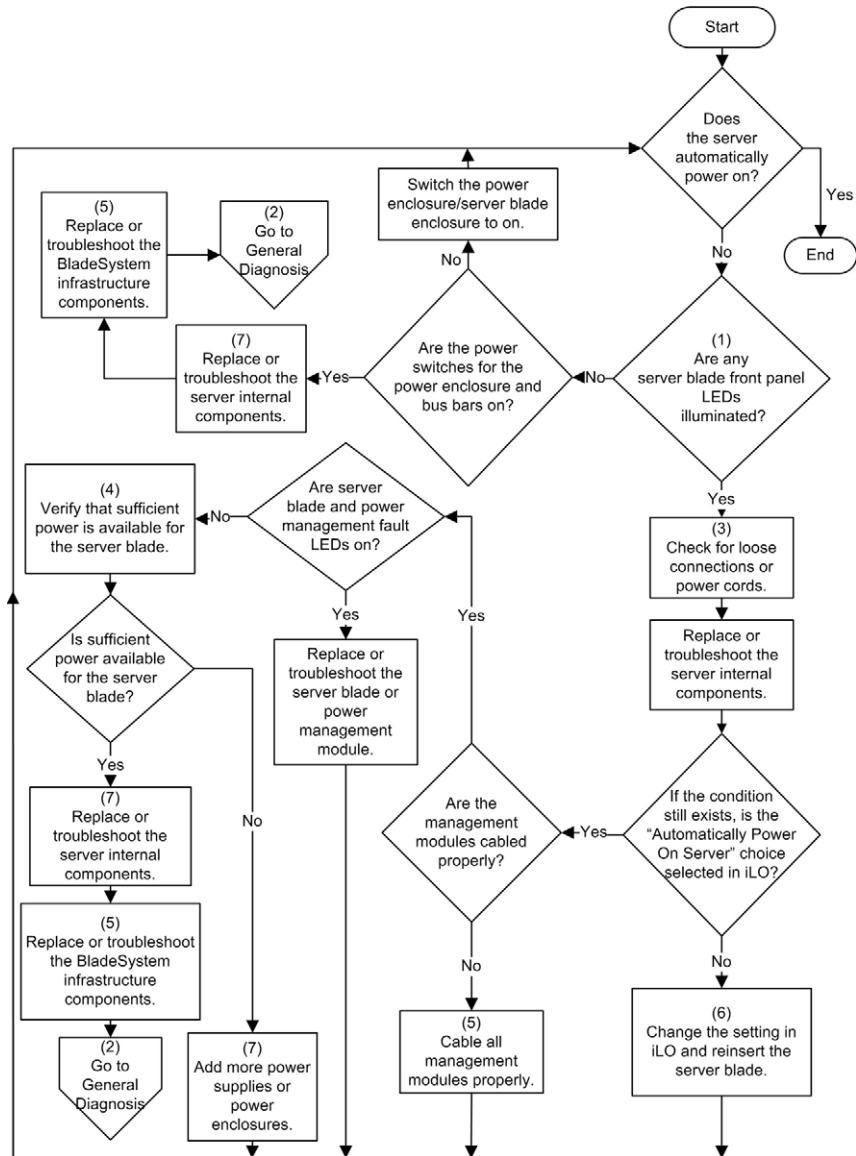 Start
Does
the server
automatically
power on?
Yes
End
No
(1)
Are any
server blade front panel
LEDs
illuminated?
No
Are the power
switches for the
power enclosure and
bus bars on?
No
Switch the power
enclosure/server blade
enclosure to on.
Yes
(7)
Replace or
troubleshoot the
server internal
components.
(5)
Replace or
troubleshoot the
BladeSystem
infrastructure
components.
(2)
Go to
General
Diagnosis
Yes
(3)
Check for loose
connections or
power cords.
Replace or
troubleshoot the
server internal
components.
If the condition
still exists, is the
“Automatically Power
On Server” choice
selected in iLO?
No
(6)
Change the setting in
iLO and reinsert the
server blade.
Yes
Are the
management
modules cabled
properly?
No
(5)
Cable all
management
modules properly.
Yes
Are server
blade and power
management fault
LEDs on?
Yes
Replace or
troubleshoot the
server blade or
power
management
module.
No
(4)
Verify that sufficient
power is available for
the server blade.
Is sufficient
power available
for the server
blade?
No
(7)
Add more power
supplies or
power
enclosures.
Yes
(7)
Replace or
troubleshoot the
server internal
components.
(5)
Replace or troubleshoot
the BladeSystem
infrastructure
components.
(2)
Go to
General
Diagnosis